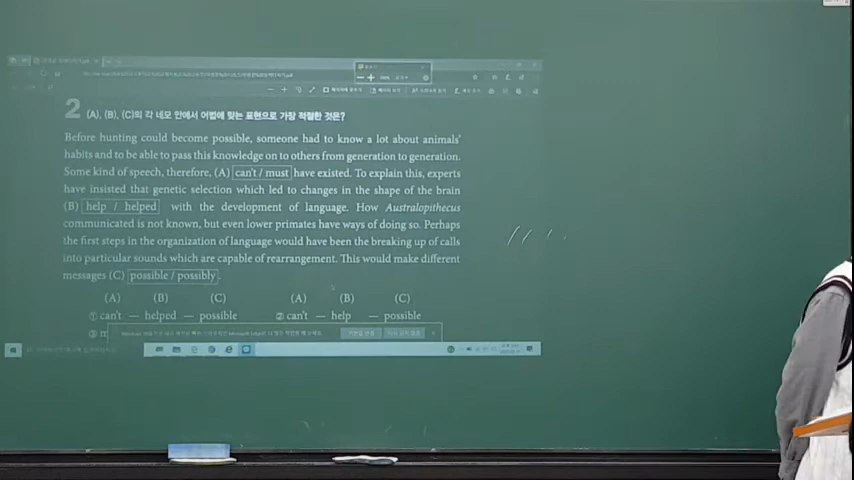 2 (A), (B), (C)의 각 네모 안에서 어법에 맞는 표현으로 가장 적절한 것은?
Before hunting could become possible, someone had to know a lot about animals'
habits and to be able to pass this knowledge on to others from generation to generation.
Some kind of speech, therefore, (A) can't / must have existed. To explain this, experts
have insisted that genetic selection which led to changes in the shape of the brain
(B) help / helped with the development of language. How Australopithecus
communicated is not known, but even lower primates have ways of doing so. Perhaps
the first steps in the organization of language would have been the breaking up of calls
into particular sounds which are capable of rearrangement. This would make different
messages (C) possible / possibly.
(A) (B) (C) (A) (B) (C)
① can't — helped — possible ② can't — help — possible
③ m